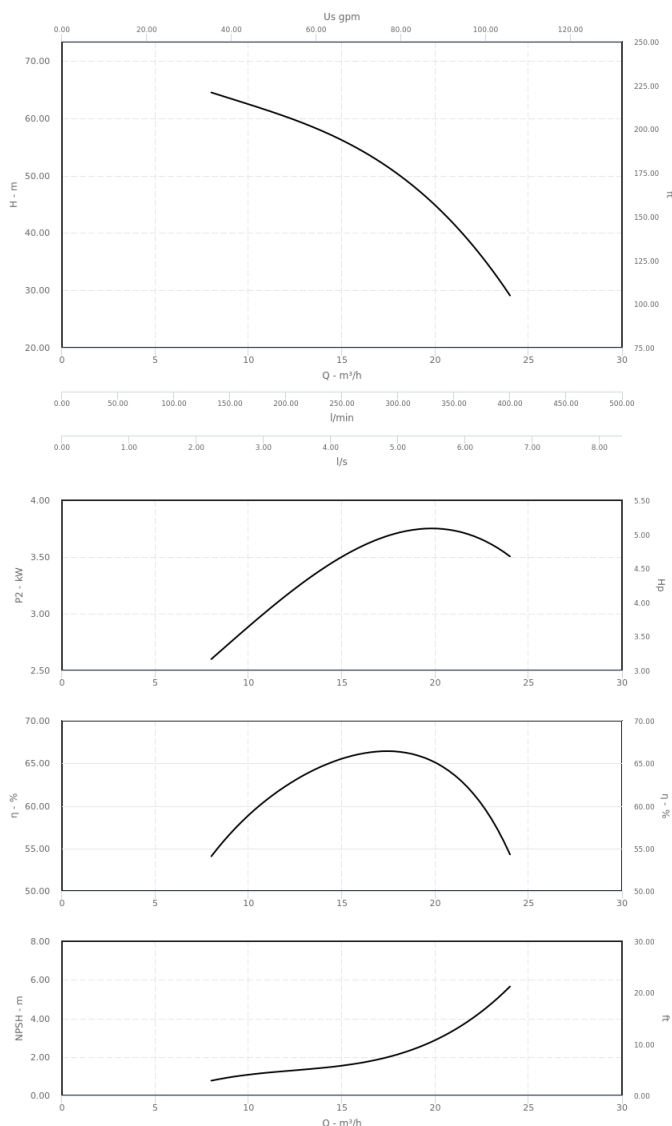 Us gpm
0.00 20.00 40.00 60.00 80.00 100.00 120.00
70.00 60.00 50.00 40.00 30.00 20.00
H - m
250.00 225.00 200.00 175.00 150.00 125.00 100.00 75.00
ft
0 5 10 15 20 25 30
Q - m³/h
0.00 50.00 100.00 150.00 200.00 250.00 300.00 350.00 400.00 450.00 500.00
l/min
0.00 1.00 2.00 3.00 4.00 5.00 6.00 7.00 8.00
l/s
4.00 3.50 3.00 2.50
P2 - kW
5.50 5.00 4.50 4.00 3.50 3.00
Hp
0 5 10 15 20 25 30
70.00 65.00 60.00 55.00 50.00
η - %
70.00 65.00 60.00 55.00 50.00
η - %
0 5 10 15 20 25 30
8.00 6.00 4.00 2.00 0.00
NPSH - m
30.00 20.00 10.00 0.00
ft
0 5 10 15 20 25 30
Q - m³/h